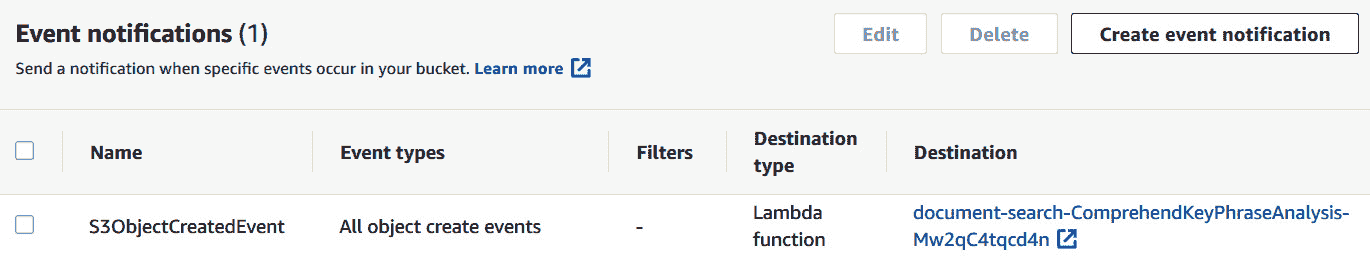 Event notifications (1)
Edit
Delete
Create event notification
Send a notification when specific events occur in your bucket. Learn more
Name
Event types
Filters
Destination
type
Destination
S3ObjectCreatedEvent
All object create events
-
Lambda
function
document-search-ComprehendKeyPhraseAnalysis-
Mw2qC4tqcd4n